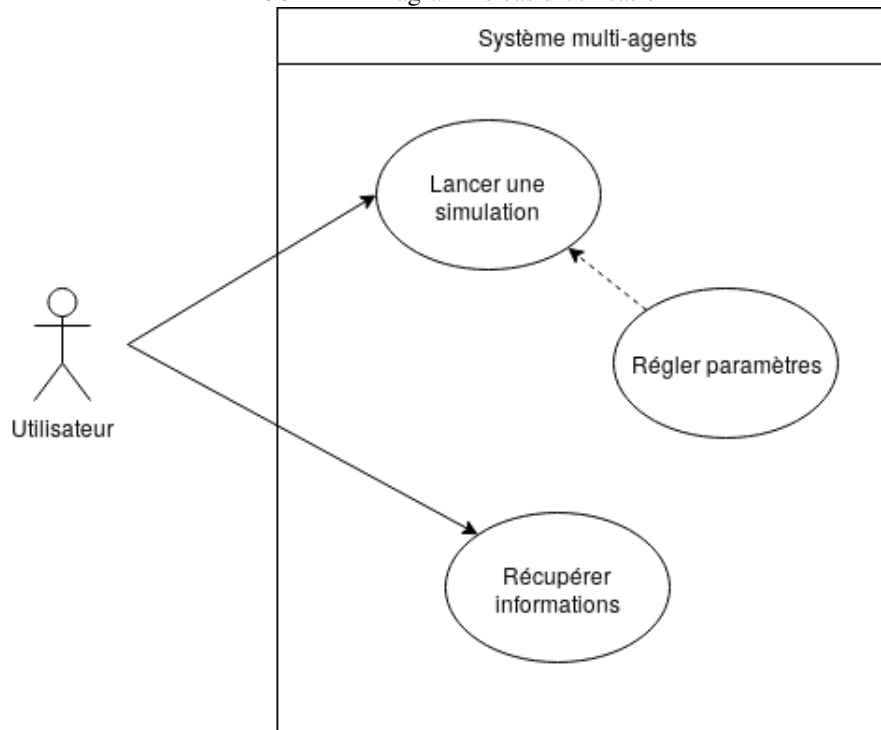 Système multi-agents
Lancer une
simulation
Régler paramètres
Utilisateur
Récupérer
informations